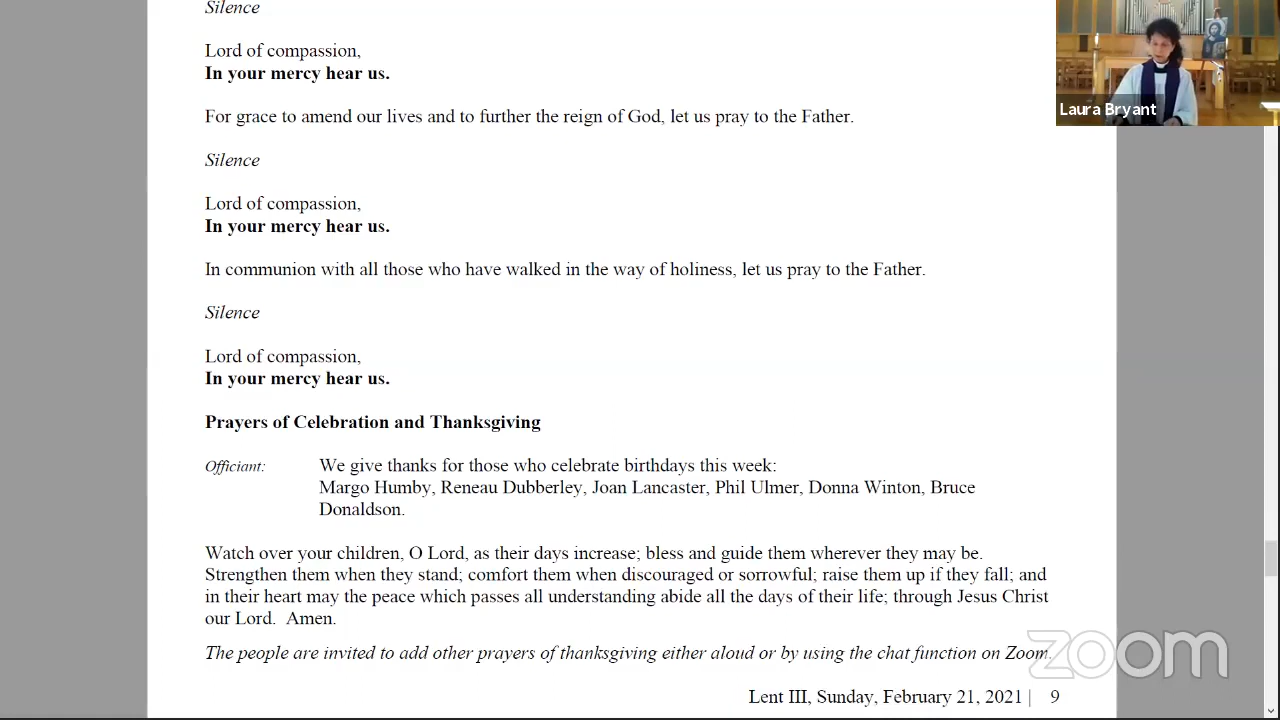 Silence
Lord of compassion,
In your mercy hear us.
For grace to amend our lives and to further the reign of God, let us pray to the Father.
Silence
Lord of compassion,
In your mercy hear us.
In communion with all those who have walked in the way of holiness, let us pray to the Father.
Silence
Lord of compassion,
In your mercy hear us.
Prayers of Celebration and Thanksgiving
Officiant: We give thanks for those who celebrate birthdays this week:
Margo Humby, Reneau Dubberley, Joan Lancaster, Phil Ulmer, Donna Winton, Bruce
Donaldson.
Watch over your children, O Lord, as their days increase; bless and guide them wherever they may be.
Strengthen them when they stand; comfort them when discouraged or sorrowful; raise them up if they fall; and
in their heart may the peace which passes all understanding abide all the days of their life; through Jesus Christ
our Lord. Amen.
The people are invited to add other prayers of thanksgiving either aloud or by using the chat function on Zoom.
Lent III, Sunday, February 21, 2021 | 9
Laura Bryant
zoom